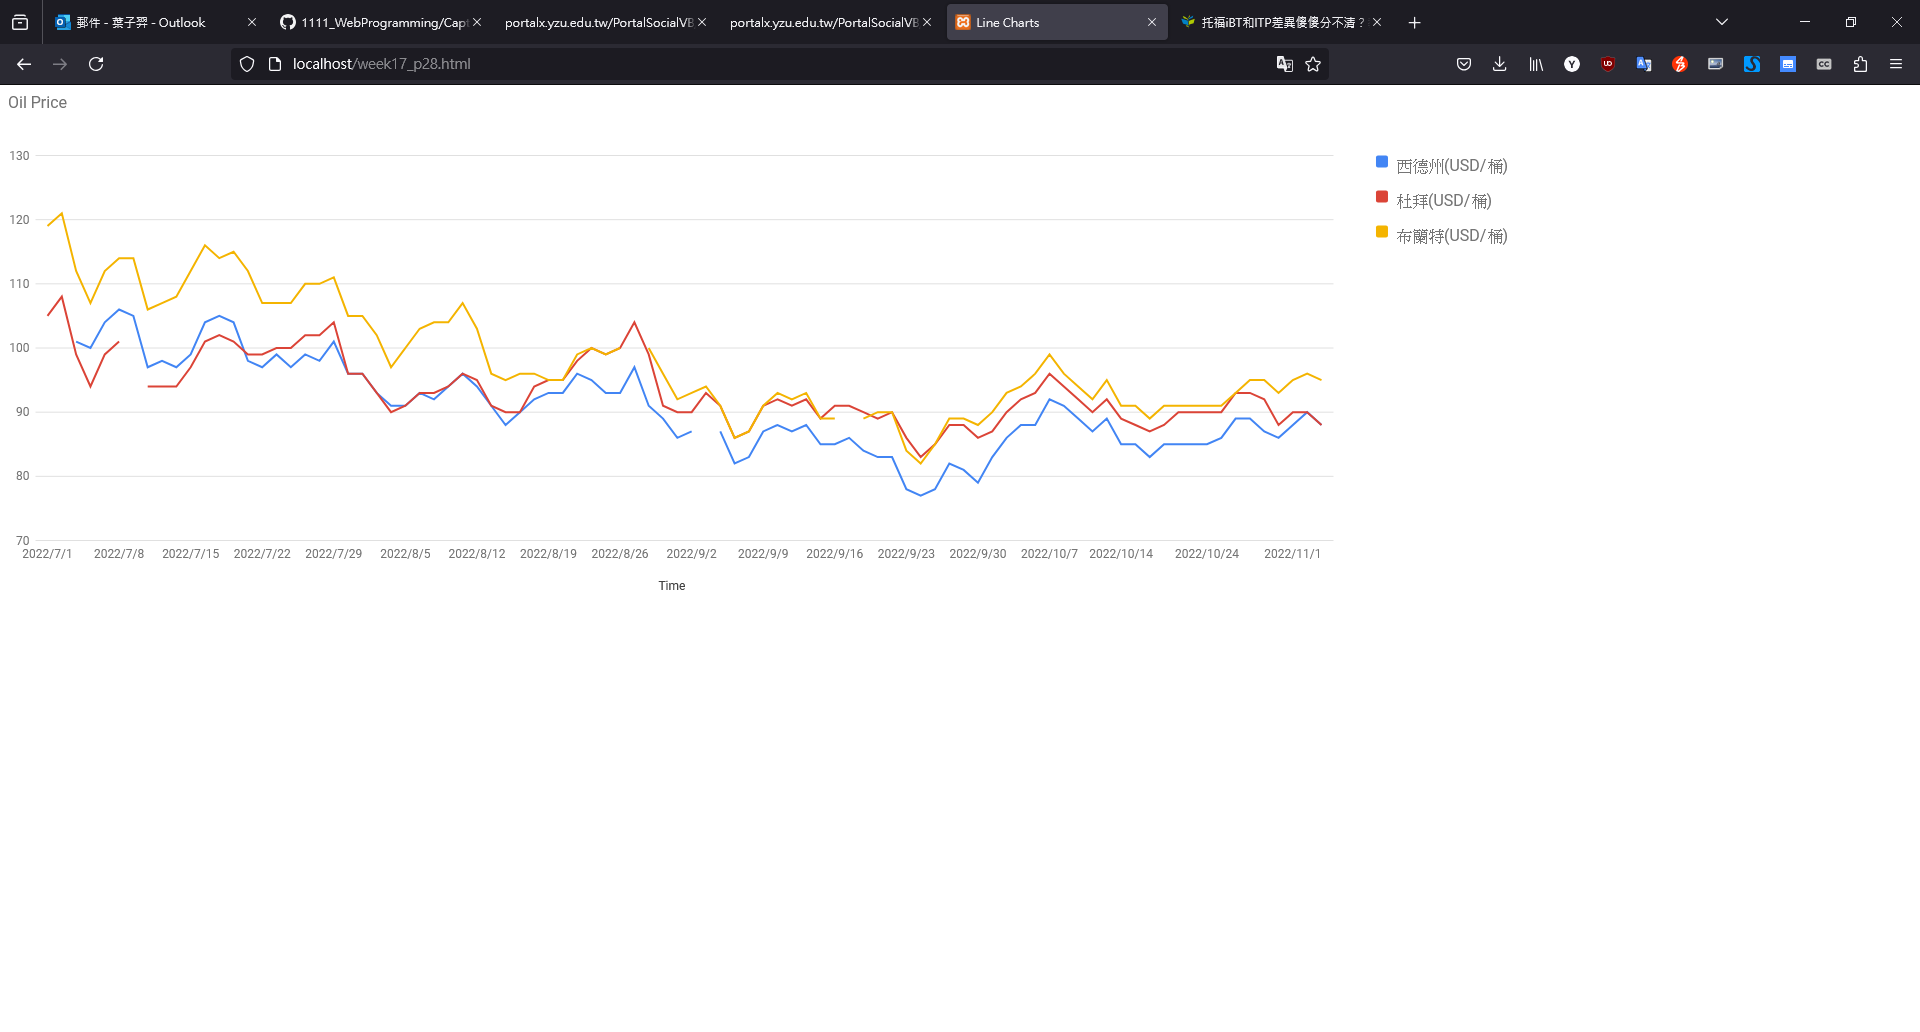 郵件 - 葉子羿 - Outlook
1111_WebProgramming/Capt
portalx.yzu.edu.tw/PortalSocialVB
portalx.yzu.edu.tw/PortalSocialVB
Line Charts
托福iBT和ITP差異傻傻分不清？
localhost/week17_p28.html
Oil Price
130
120
110
100
90
80
70
西德州(USD/桶)
杜拜(USD/桶)
布蘭特(USD/桶)
2022/7/1 2022/7/8 2022/7/15 2022/7/22 2022/7/29 2022/8/5 2022/8/12 2022/8/19 2022/8/26 2022/9/2 2022/9/9 2022/9/16 2022/9/23 2022/9/30 2022/10/7 2022/10/14 2022/10/24 2022/11/1
Time